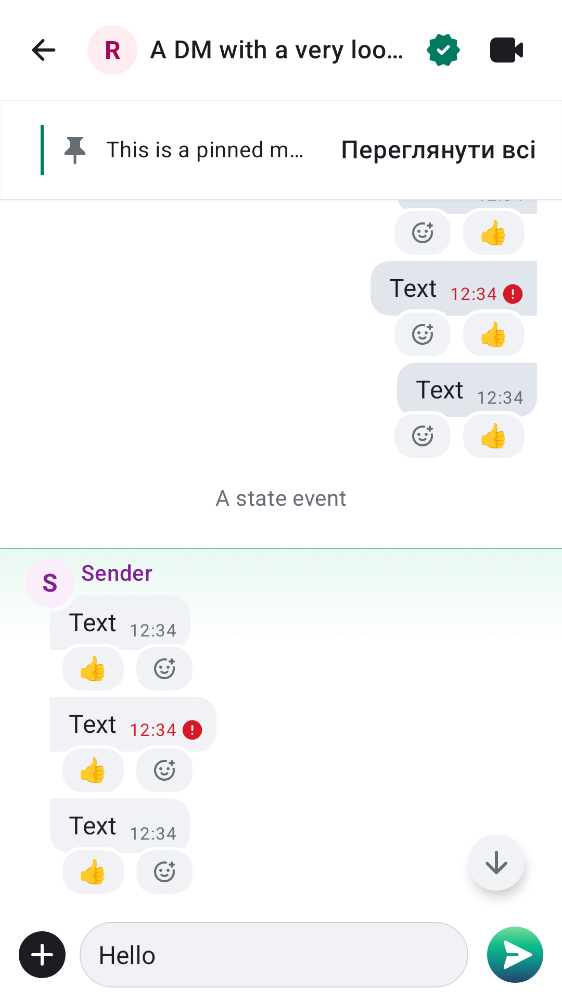 R
A DM with a very loo...
This is a pinned m...
Переглянути всі
Text 12:34
Text 12:34
A state event
S
Sender
Text 12:34
Text 12:34
Text 12:34
Hello